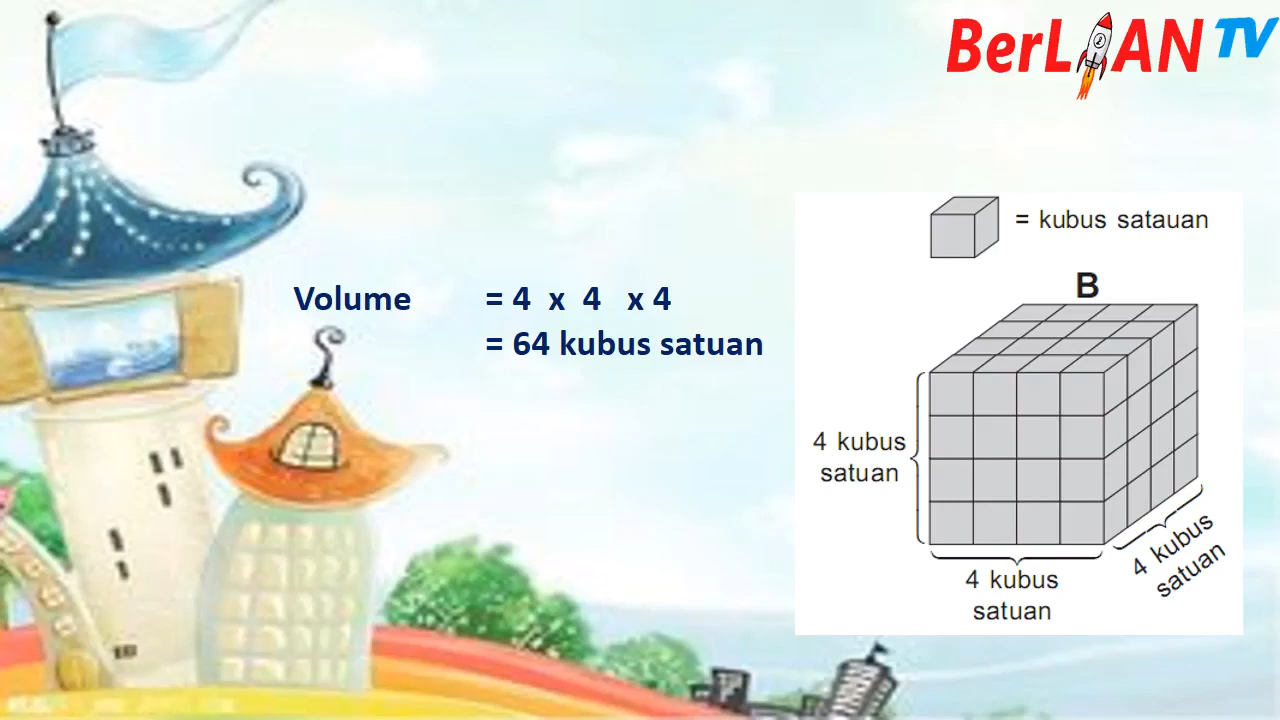 BerLIAN TV
= kubus satauan
B
Volume = 4 x 4 x 4
= 64 kubus satuan
4 kubus
satuan
4 kubus
satuan
4 kubus
satuan